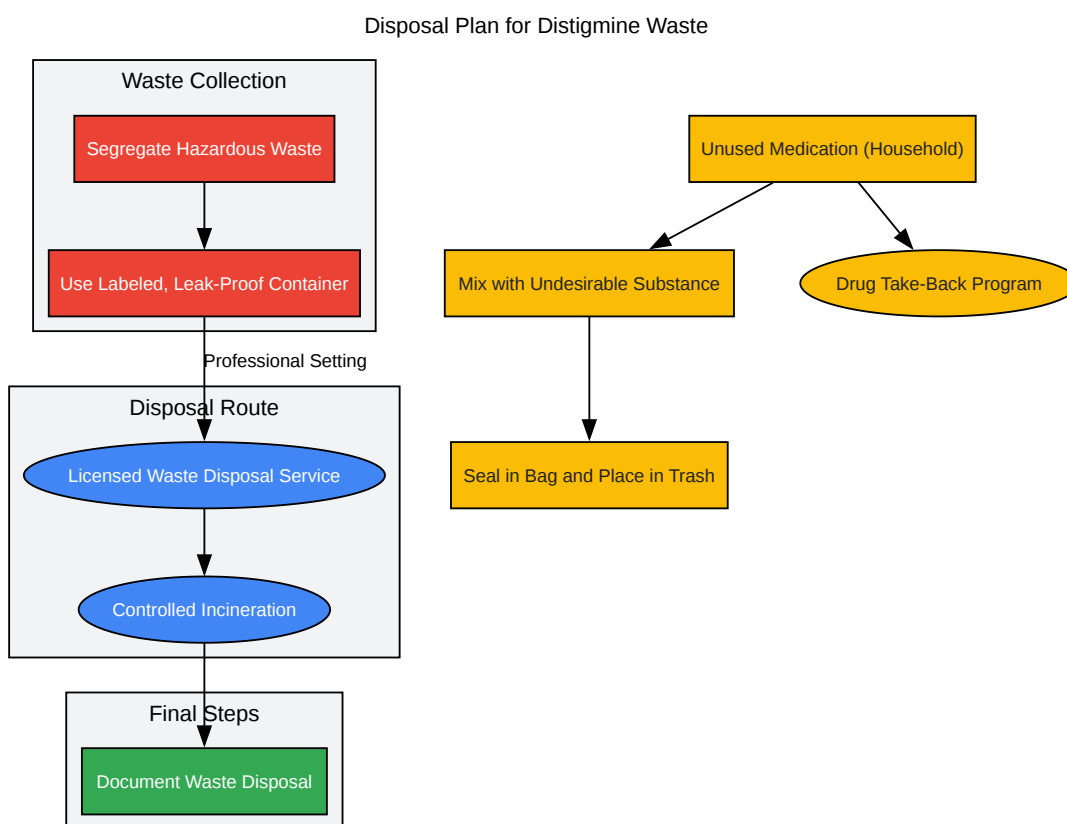 Disposal Plan for Distigmine Waste
Waste Collection
Segregate Hazardous Waste
Use Labeled, Leak-Proof Container
Professional Setting
Disposal Route
Licensed Waste Disposal Service
Controlled Incineration
Final Steps
Document Waste Disposal
Unused Medication (Household)
Mix with Undesirable Substance
Drug Take-Back Program
Seal in Bag and Place in Trash